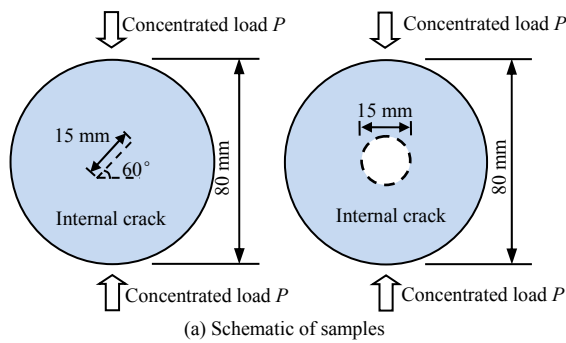 Concentrated load P
Concentrated load P
15 mm
60°
80 mm
Internal crack
15 mm
80 mm
Internal crack
Concentrated load P
Concentrated load P
(a) Schematic of samples